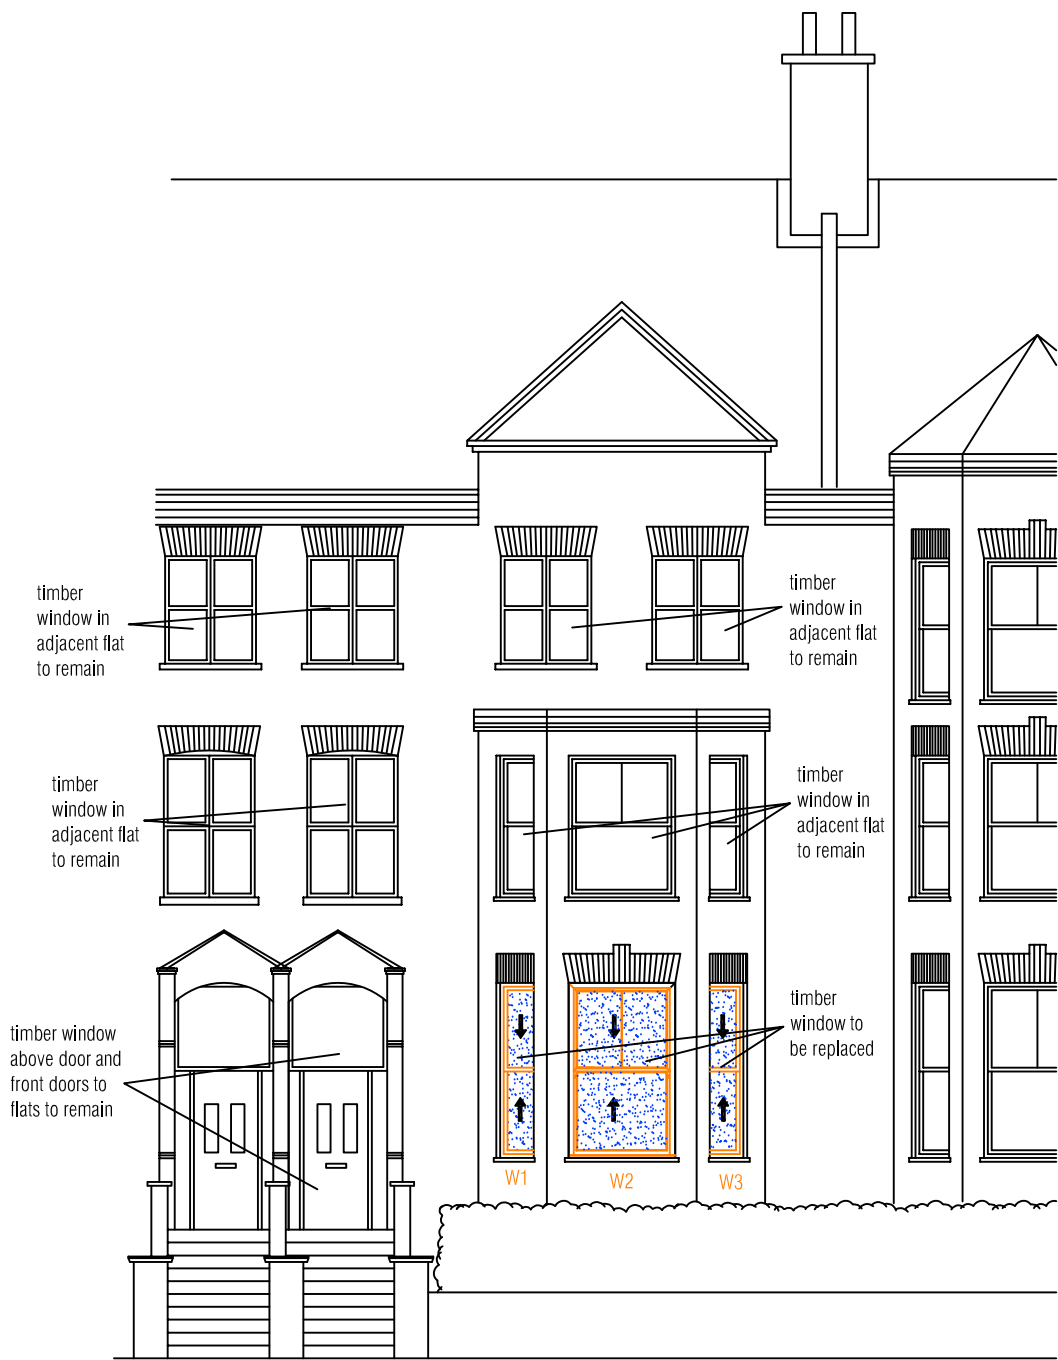 timber
window in
adjacent flat
to remain
timber
window in
adjacent flat
to remain
timber
window in
adjacent flat
to remain
timber
window in
adjacent flat
to remain
timber window
above door and
front doors to
flats to remain
timber
window to
be replaced
W1
W2
W3